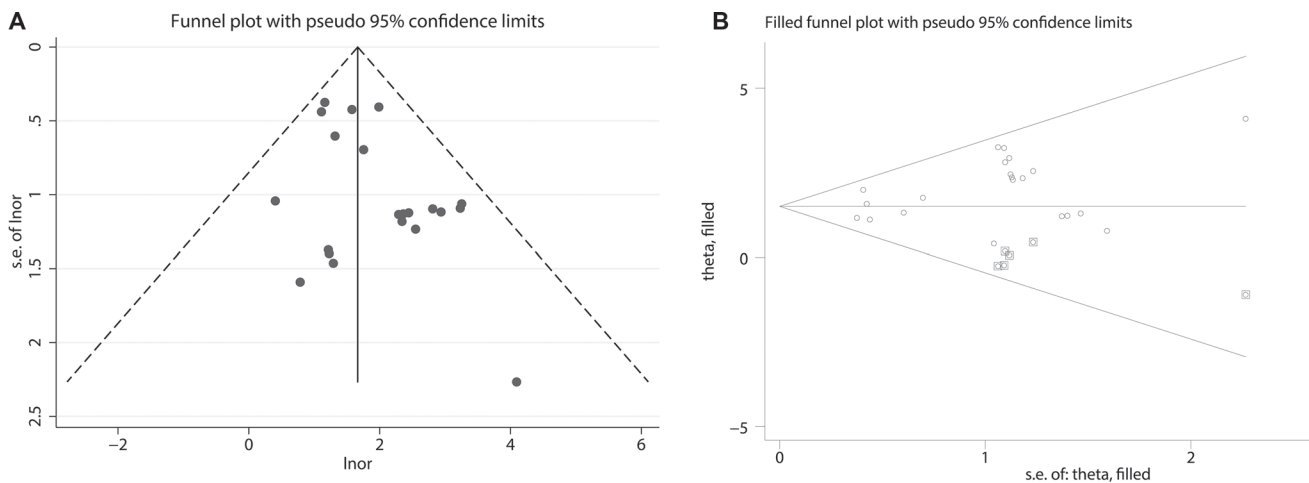 A
Funnel plot with pseudo 95% confidence limits
0
.5
1
1.5
2
2.5
s.e. of lnor
−2
0
2
4
6
lnor
B
Filled funnel plot with pseudo 95% confidence limits
5
0
−5
theta, filled
0
1
2
s.e. of: theta, filled